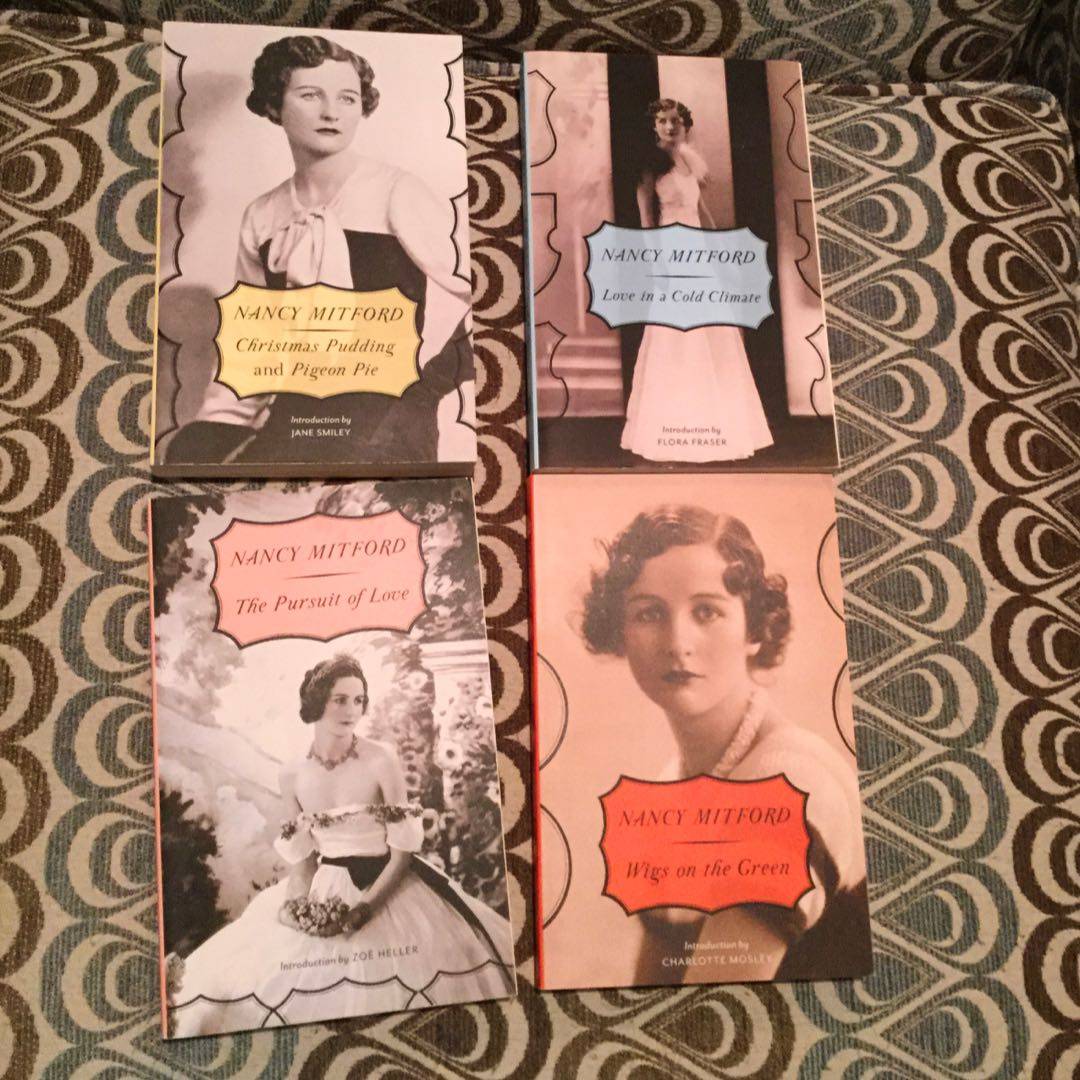 NANCY MITFORD
Christmas Pudding
and Pigeon Pie
Introduction by
JANE SMILEY
NANCY MITFORD
Love in a Cold Climate
Introduction by
FLORA FRASER
NANCY MITFORD
The Pursuit of Love
Introduction by ZOË HELLER
NANCY MITFORD
Wigs on the Green
Introduction by
CHARLOTTE MOSLEY